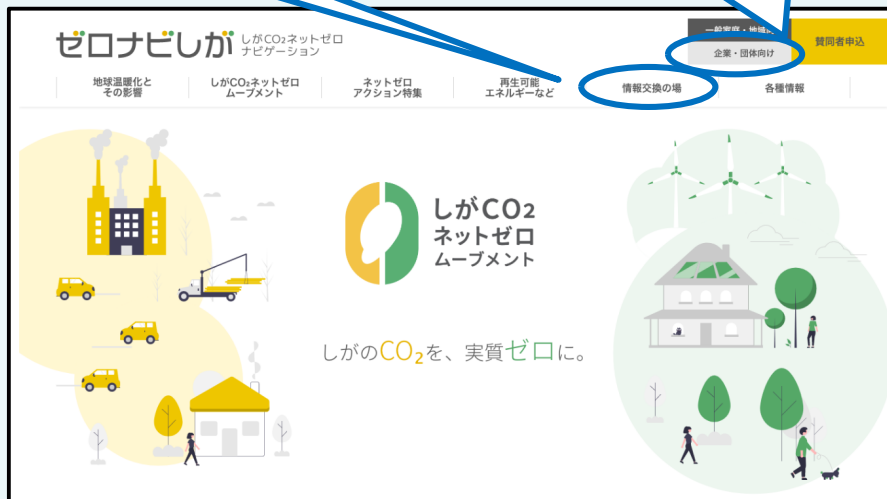 ゼロナビしが
しがCO2ネットゼロ
ナビゲーション
企業・団体向け
賛同者申込
地球温暖化と
その影響
しがCO2ネットゼロ
ムーブメント
ネットゼロ
アクション特集
再生可能
エネルギーなど
情報交換の場
各種情報
しがCO2
ネットゼロ
ムーブメント
しがのCO2を、実質ゼロに。